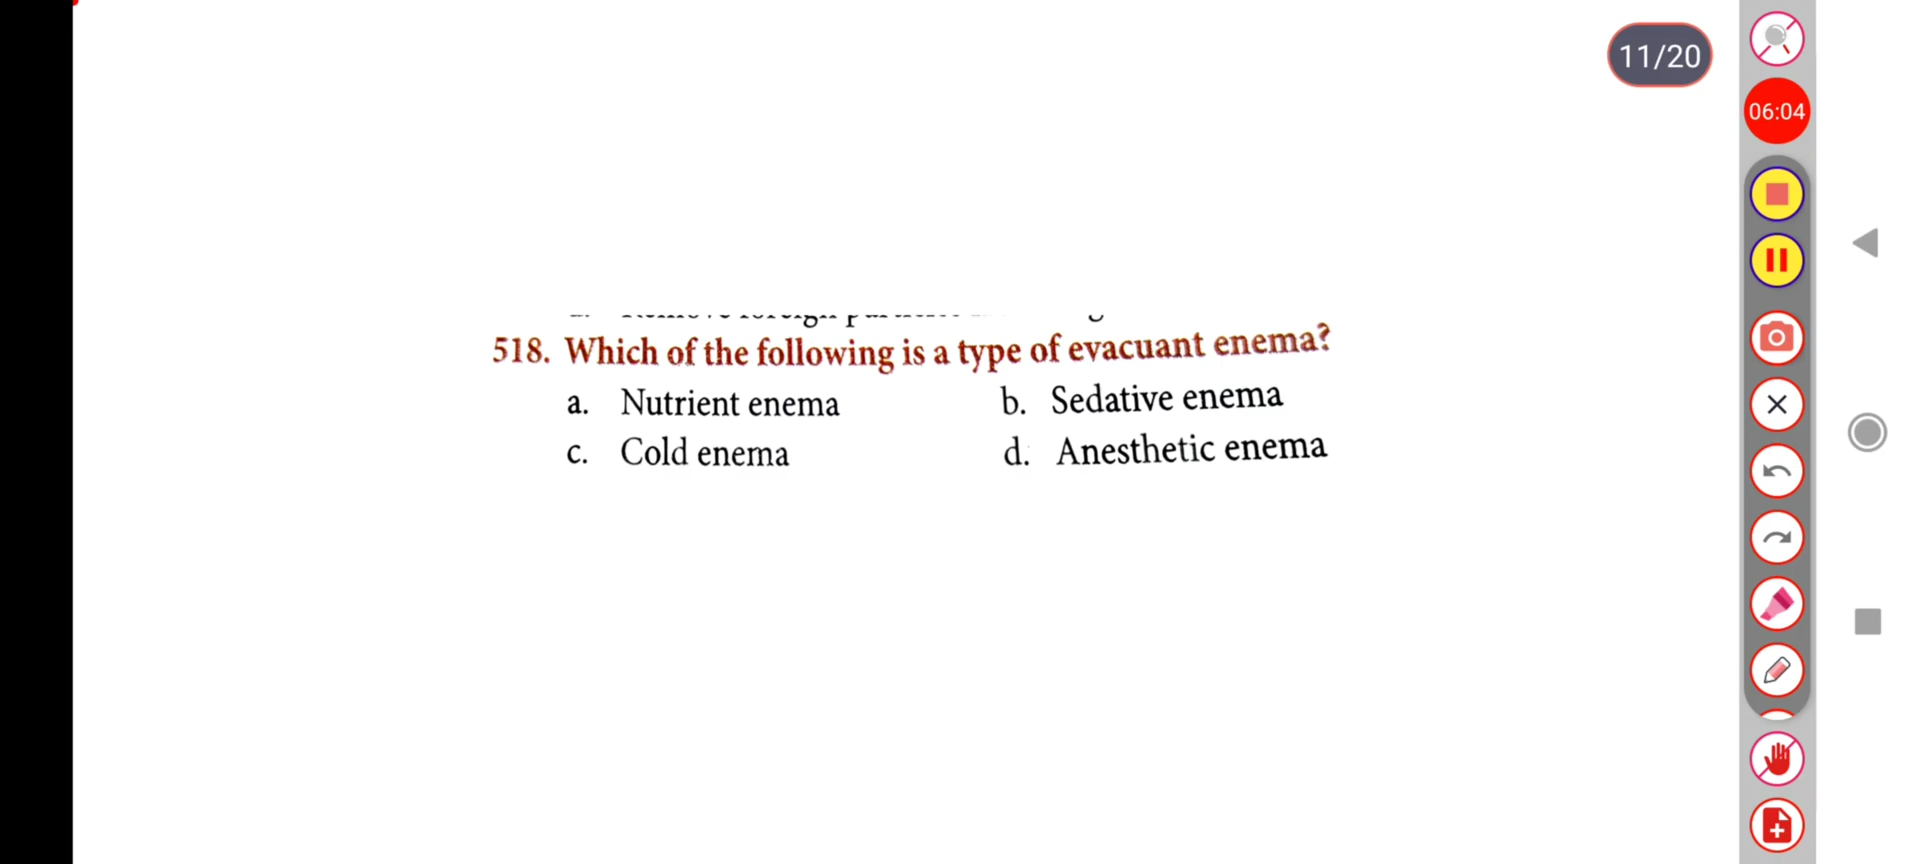 11/20
06:04
518. Which of the following is a type of evacuant enema?
a. Nutrient enema b. Sedative enema
c. Cold enema d. Anesthetic enema